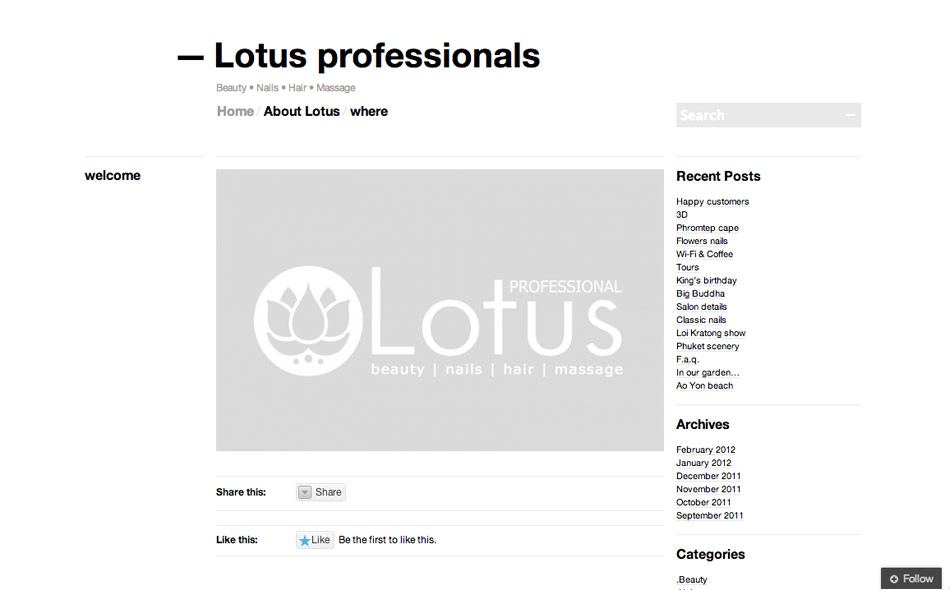 — Lotus professionals
Beauty • Nails • Hair • Massage
Home / About Lotus / where
Search
welcome
PROFESSIONAL
Lotus
beauty | nails | hair | massage
Share this: Share
Like this: Like Be the first to like this.
Recent Posts
Happy customers
3D
Phromtep cape
Flowers nails
Wi-Fi & Coffee
Tours
King's birthday
Big Buddha
Salon details
Classic nails
Loi Kratong show
Phuket scenery
F.a.q.
In our garden...
Ao Yon beach
Archives
February 2012
January 2012
December 2011
November 2011
October 2011
September 2011
Categories
.Beauty
Follow